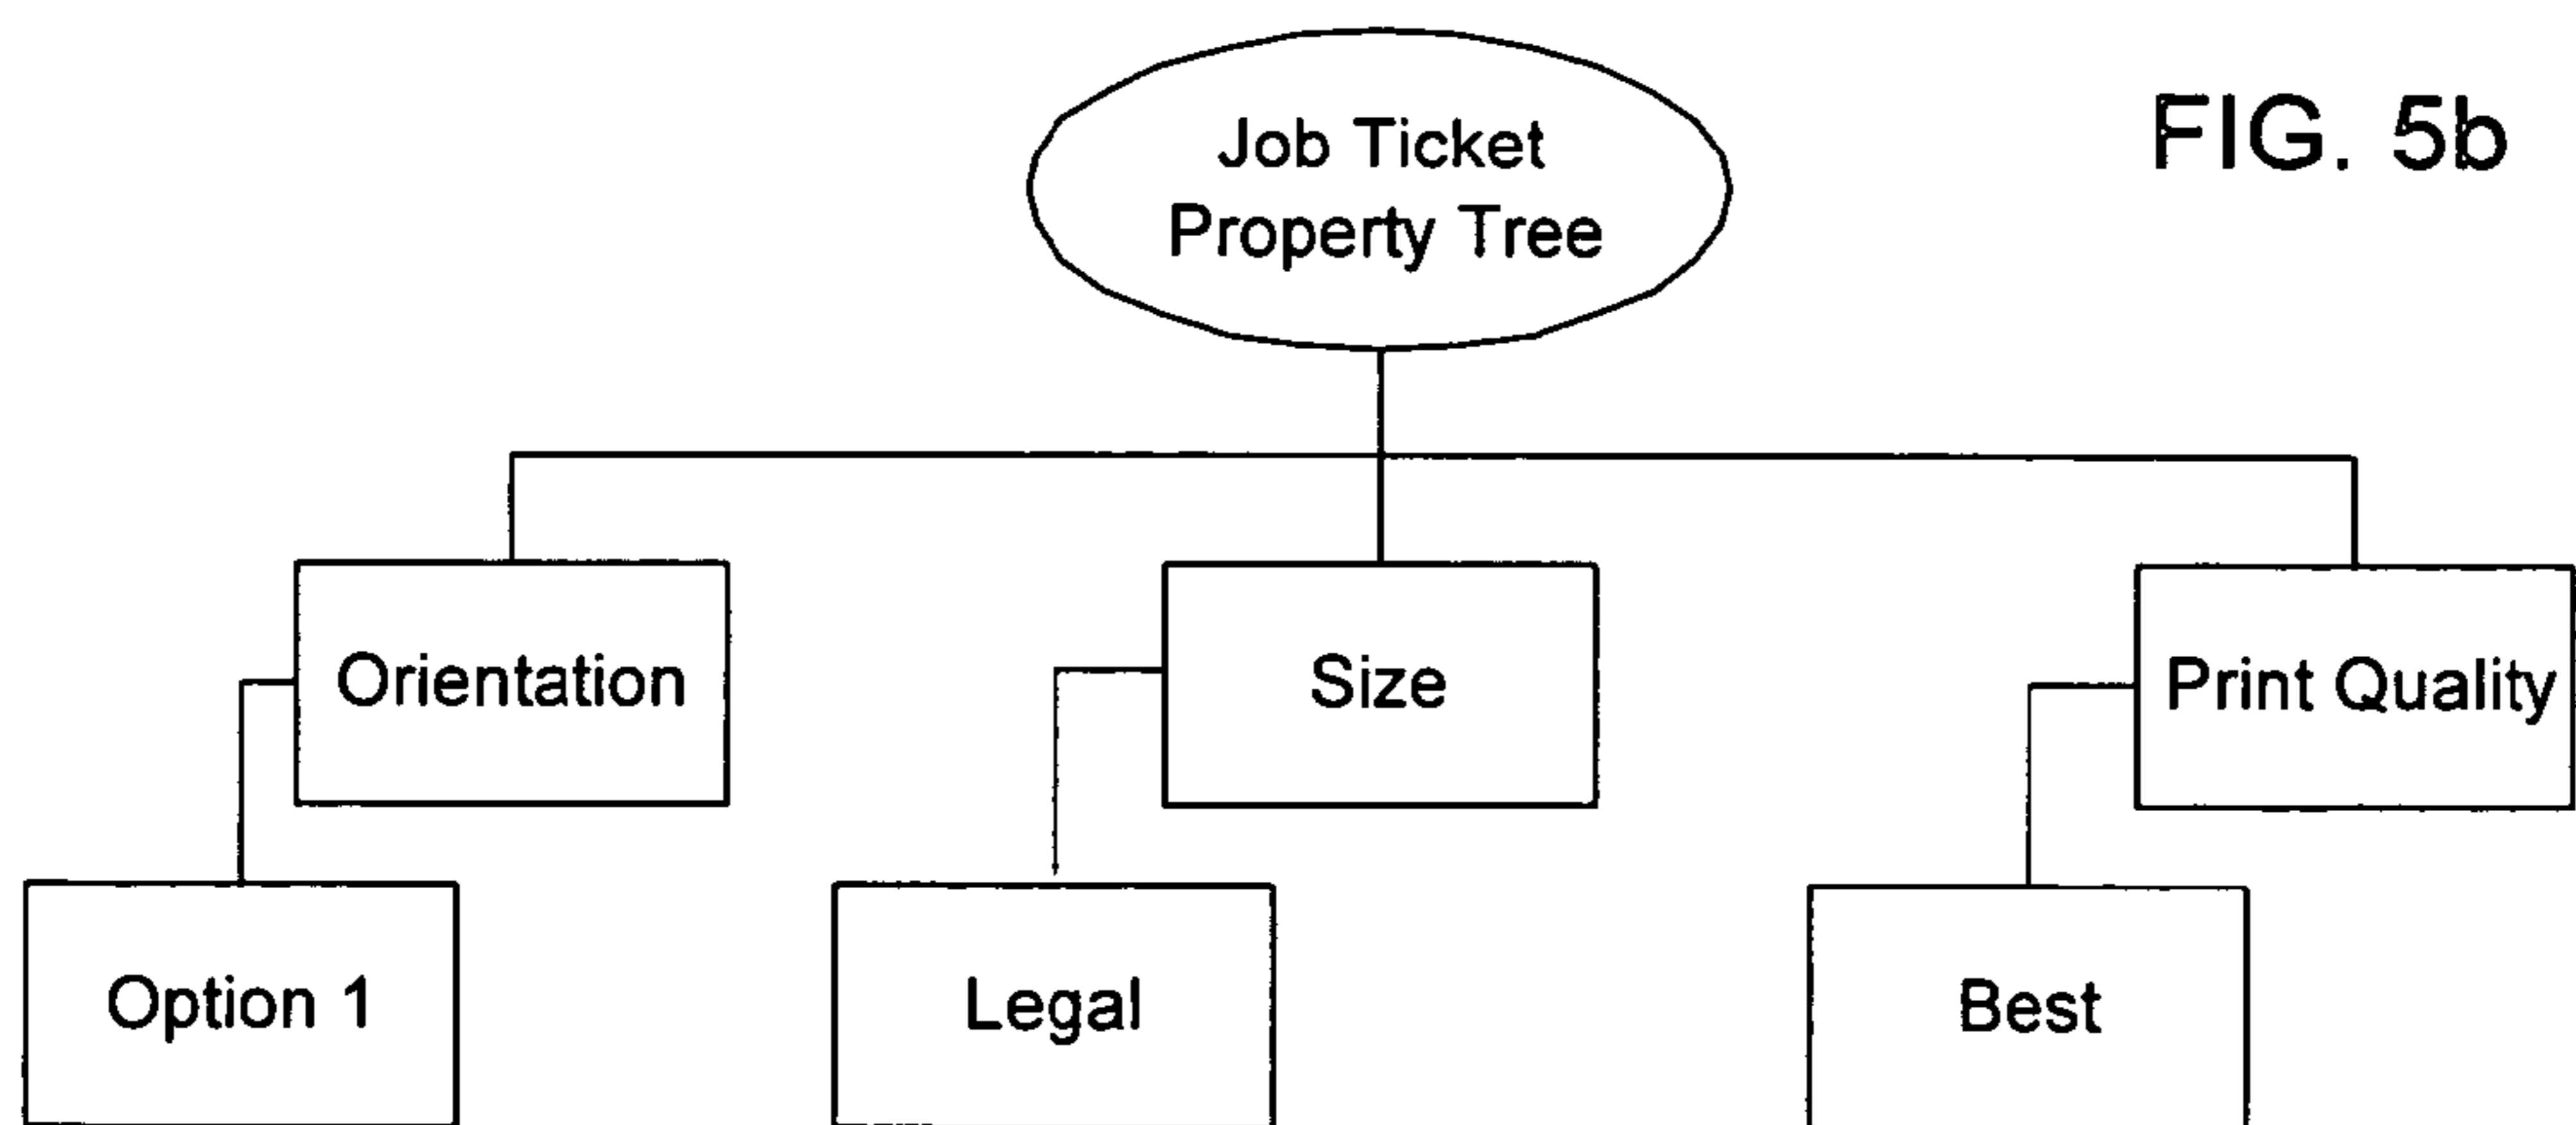 FIG. 5b
Job Ticket
Property Tree
Orientation
Size
Print Quality
Option 1
Legal
Best